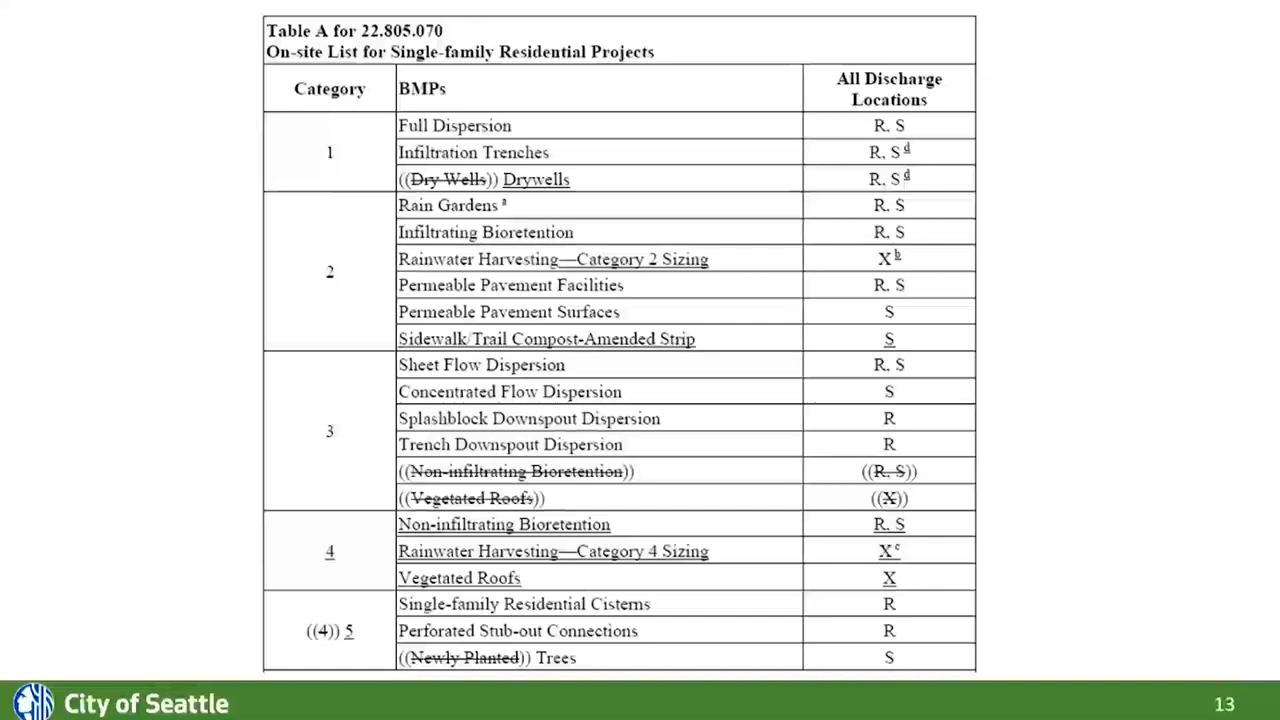 Table A for 22.805.070
On-site List for Single-family Residential Projects
Category BMPs All Discharge Locations
1
Full Dispersion R, S
Infiltration Trenches R, S d
((Dry Wells)) Drywells R, S d
2
Rain Gardens a R, S
Infiltrating Bioretention R, S
Rainwater Harvesting—Category 2 Sizing X b
Permeable Pavement Facilities R, S
Permeable Pavement Surfaces S
Sidewalk/Trail Compost-Amended Strip S
3
Sheet Flow Dispersion R, S
Concentrated Flow Dispersion S
Splashblock Downspout Dispersion R
Trench Downspout Dispersion R
((Non-infiltrating Bioretention)) ((R, S))
((Vegetated Roofs)) ((X))
4
Non-infiltrating Bioretention R, S
Rainwater Harvesting—Category 4 Sizing X c
Vegetated Roofs X
((4)) 5
Single-family Residential Cisterns R
Perforated Stub-out Connections R
((Newly Planted)) Trees S
City of Seattle 13